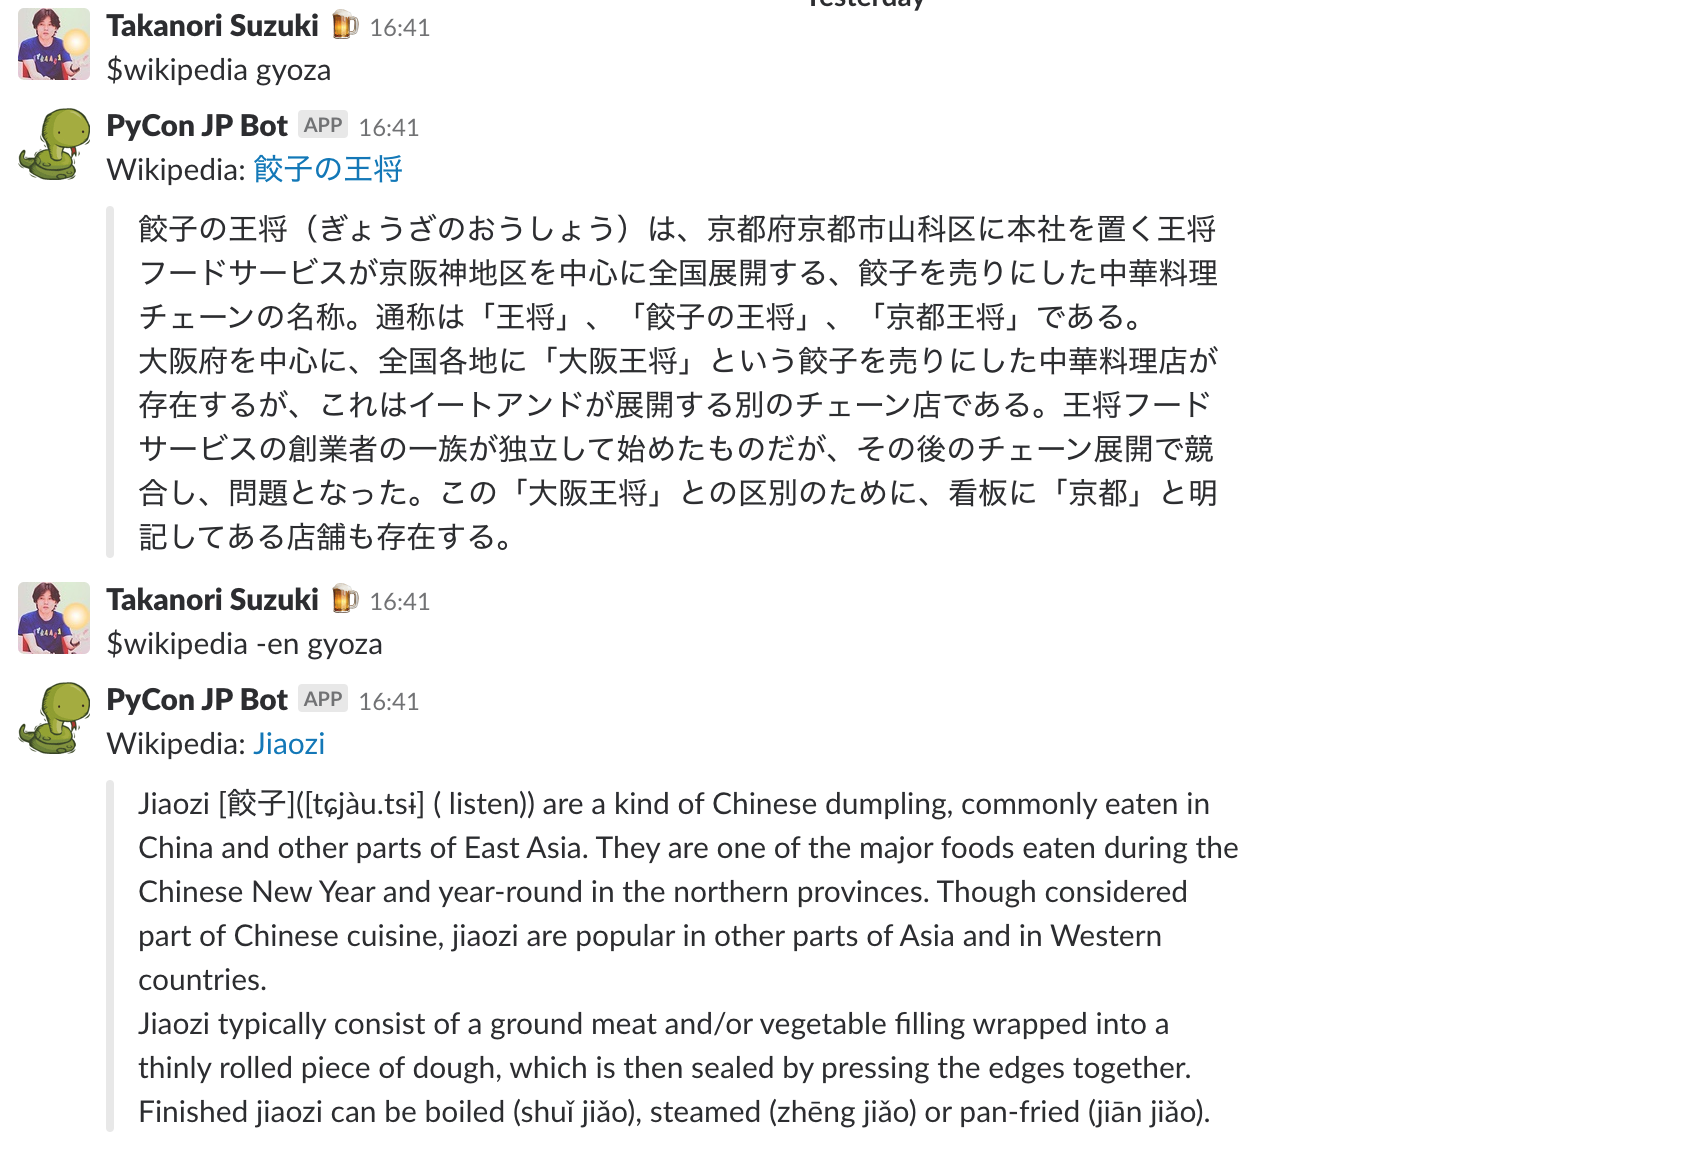 Yesterday
Takanori Suzuki 🍺 16:41
$wikipedia gyoza
PyCon JP Bot APP 16:41
Wikipedia: 餃子の王将
餃子の王将（ぎょうざのおうしょう）は、京都府京都市山科区に本社を置く王将
フードサービスが京阪神地区を中心に全国展開する、餃子を売りにした中華料理
チェーンの名称。通称は「王将」、「餃子の王将」、「京都王将」である。
大阪府を中心に、全国各地に「大阪王将」という餃子を売りにした中華料理店が
存在するが、これはイートアンドが展開する別のチェーン店である。王将フード
サービスの創業者の一族が独立して始めたものだが、その後のチェーン展開で競
合し、問題となった。この「大阪王将」との区別のために、看板に「京都」と明
記してある店舗も存在する。
Takanori Suzuki 🍺 16:41
$wikipedia -en gyoza
PyCon JP Bot APP 16:41
Wikipedia: Jiaozi
Jiaozi [餃子]([tɕjàu.tsɨ] ( listen)) are a kind of Chinese dumpling, commonly eaten in
China and other parts of East Asia. They are one of the major foods eaten during the
Chinese New Year and year-round in the northern provinces. Though considered
part of Chinese cuisine, jiaozi are popular in other parts of Asia and in Western
countries.
Jiaozi typically consist of a ground meat and/or vegetable filling wrapped into a
thinly rolled piece of dough, which is then sealed by pressing the edges together.
Finished jiaozi can be boiled (shuǐ jiǎo), steamed (zhēng jiǎo) or pan-fried (jiān jiǎo).